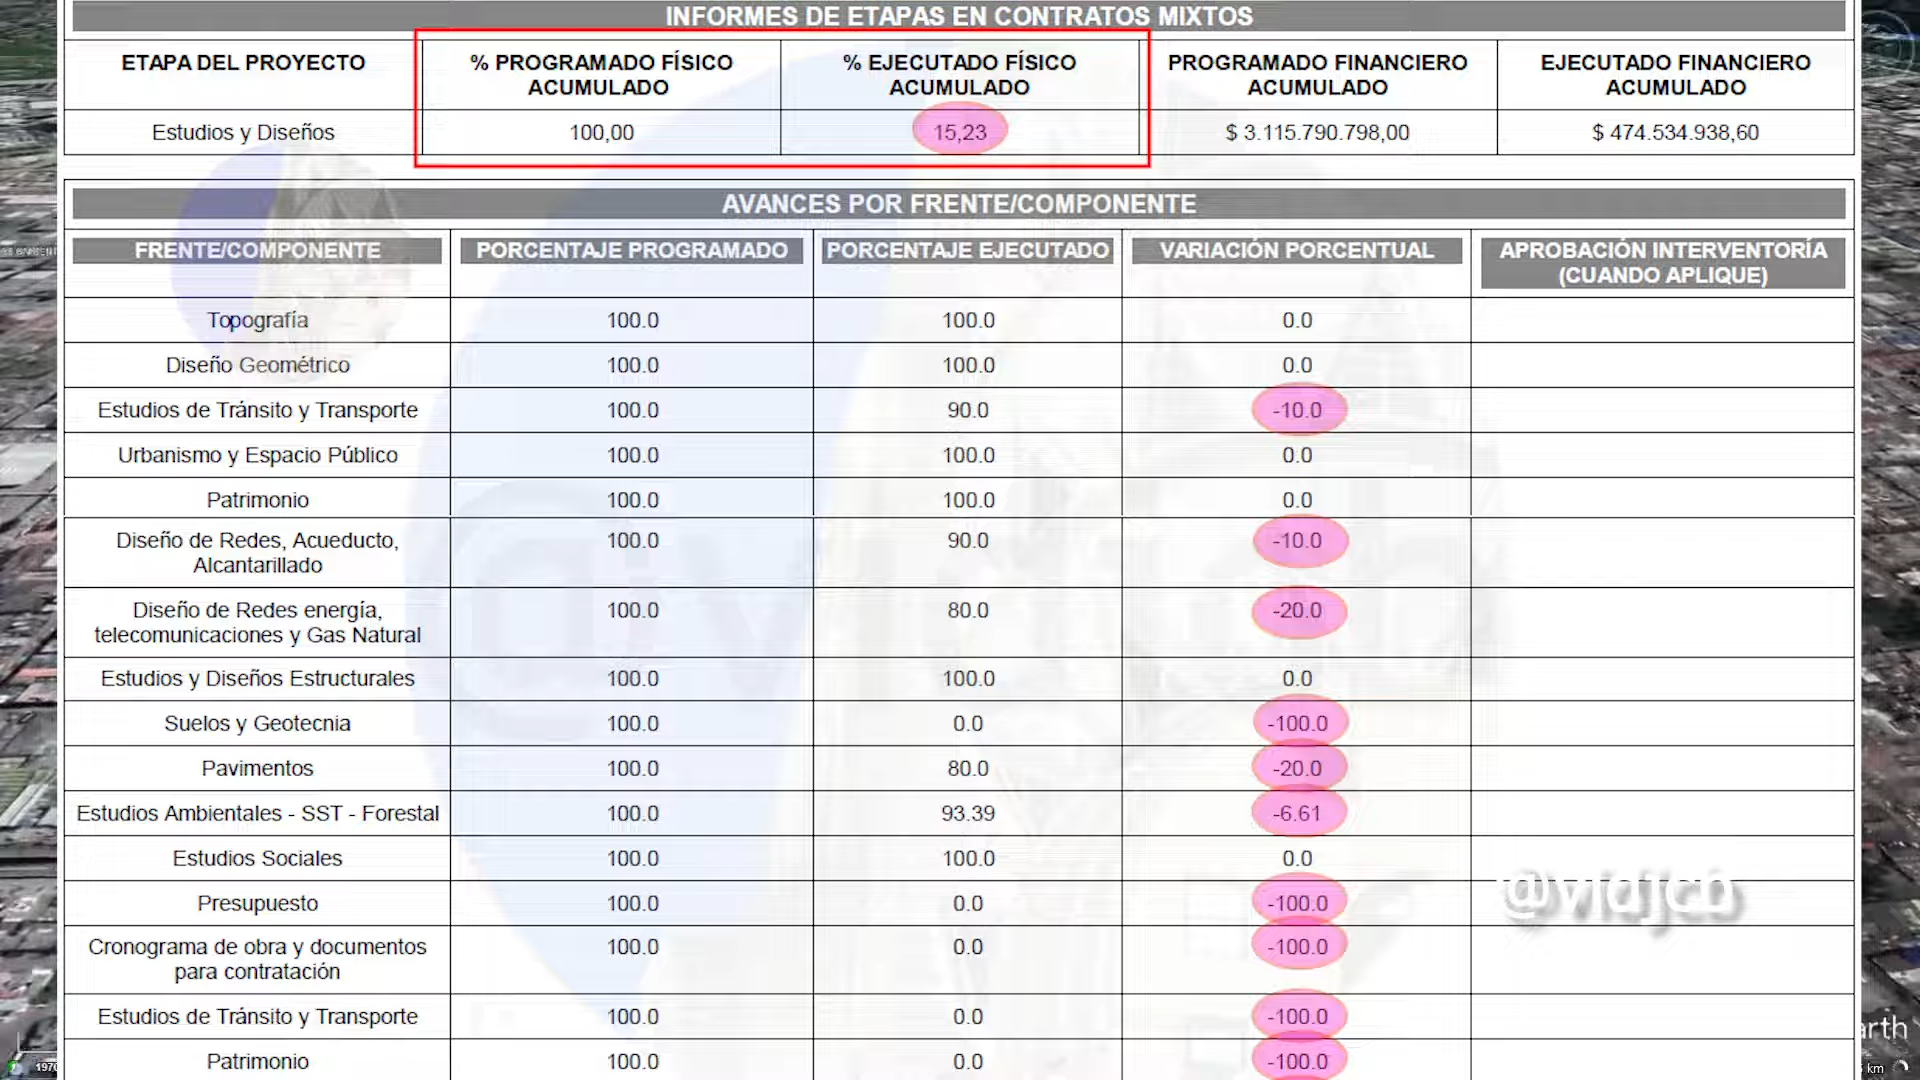 INFORMES DE ETAPAS EN CONTRATOS MIXTOS
ETAPA DEL PROYECTO
% PROGRAMADO FÍSICO
ACUMULADO
% EJECUTADO FÍSICO
ACUMULADO
PROGRAMADO FINANCIERO
ACUMULADO
EJECUTADO FINANCIERO
ACUMULADO
Estudios y Diseños 100,00 15,23 $ 3.115.790.798,00 $ 474.534.938,60
AVANCES POR FRENTE/COMPONENTE
FRENTE/COMPONENTE PORCENTAJE PROGRAMADO PORCENTAJE EJECUTADO VARIACIÓN PORCENTUAL APROBACIÓN INTERVENTORÍA
(CUANDO APLIQUE)
Topografía 100.0 100.0 0.0
Diseño Geométrico 100.0 100.0 0.0
Estudios de Tránsito y Transporte 100.0 90.0 -10.0
Urbanismo y Espacio Público 100.0 100.0 0.0
Patrimonio 100.0 100.0 0.0
Diseño de Redes, Acueducto, 100.0 90.0 -10.0
Alcantarillado
Diseño de Redes energía, 100.0 80.0 -20.0
telecomunicaciones y Gas Natural
Estudios y Diseños Estructurales 100.0 100.0 0.0
Suelos y Geotecnia 100.0 0.0 -100.0
Pavimentos 100.0 80.0 -20.0
Estudios Ambientales - SST - Forestal 100.0 93.39 -6.61
Estudios Sociales 100.0 100.0 0.0
@vidjcb
Presupuesto 100.0 0.0 -100.0
Cronograma de obra y documentos 100.0 0.0 -100.0
para contratación
Estudios de Tránsito y Transporte 100.0 0.0 -100.0
arth
Patrimonio 100.0 0.0 -100.0
1970
km